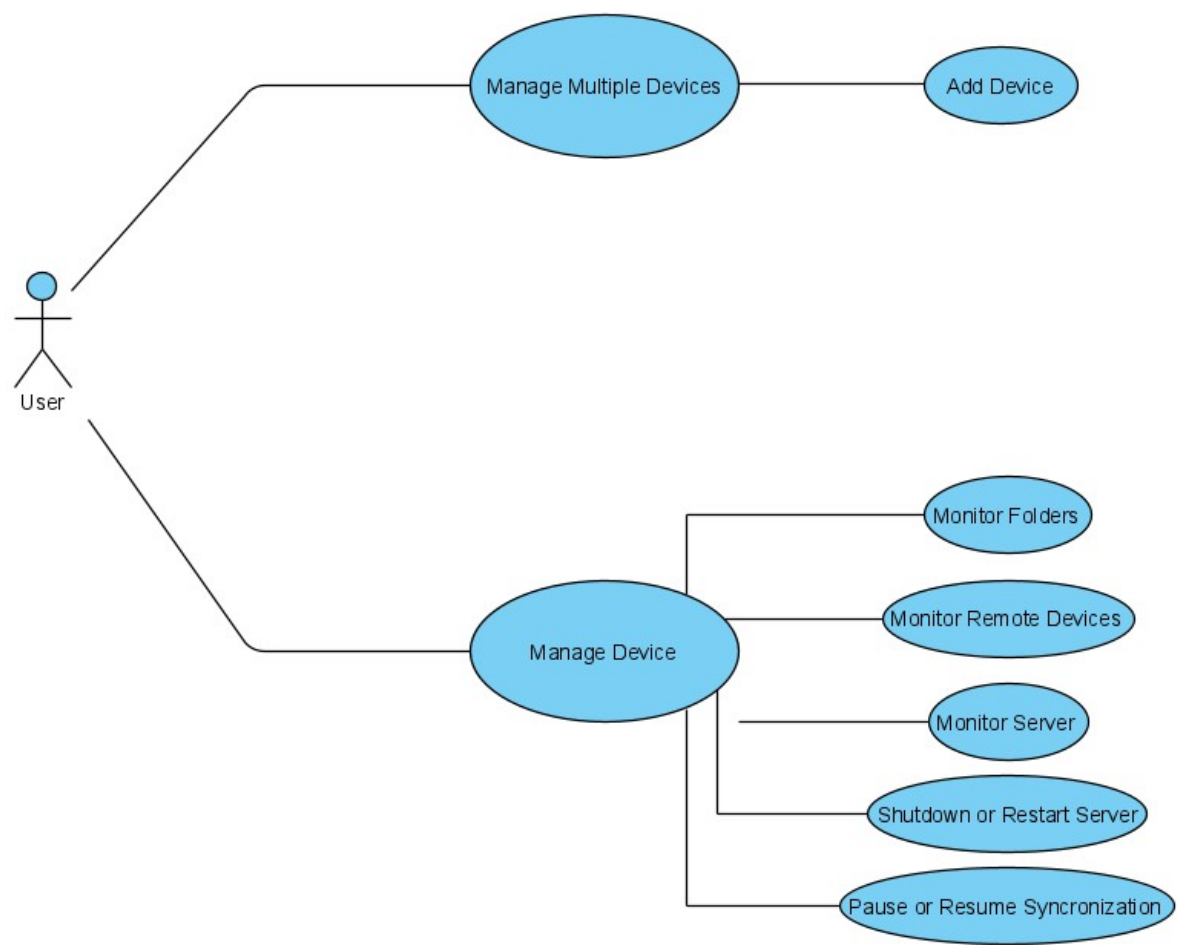 Manage Multiple Devices
Add Device
User
Monitor Folders
Monitor Remote Devices
Manage Device
Monitor Server
Shutdown or Restart Server
Pause or Resume Syncronization